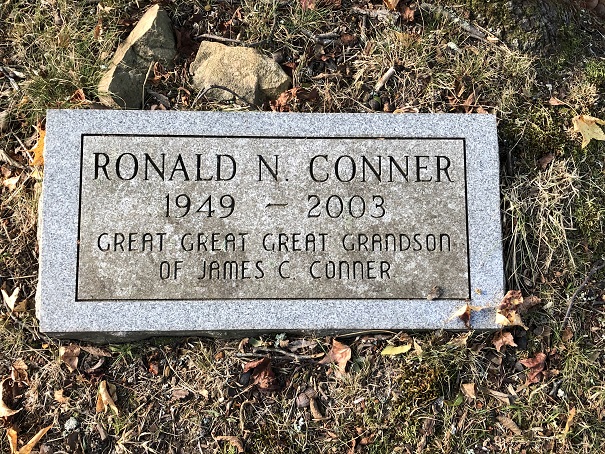 RONALD N. CONNER
1949 – 2003
GREAT GREAT GREAT GRANDSON
OF JAMES C. CONNER